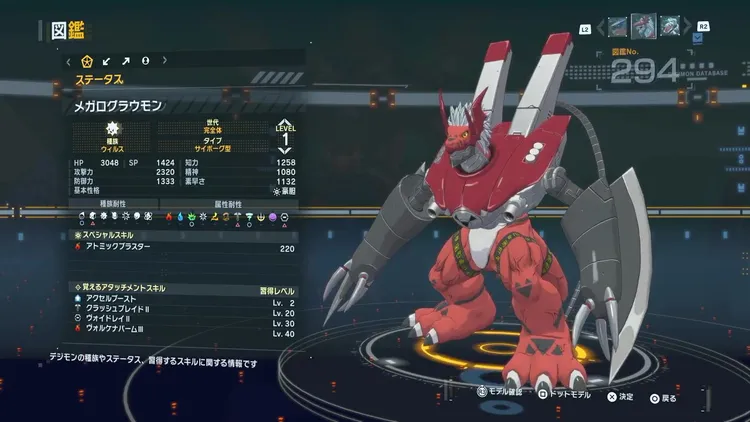 図鑑
L2
R2
図鑑No.
294
MON DATABASE
ステータス
メガログラウモン
種族
ウィルス
世代
完全体
タイプ
サイボーグ型
LEVEL
1
HP 3048 SP 1424 知力 1258
攻撃力 2320 精神 1080
防御力 1333 素早さ 1132
基本性格 豪胆
種族耐性 属性耐性
スペシャルスキル
アトミックブラスター 220
覚えるアタッチメントスキル 習得レベル
アクセルブースト Lv. 2
クラッシュブレイドⅡ Lv. 20
ヴォイドレイⅡ Lv. 30
ヴォルケナパームⅢ Lv. 40
デジモンの種族やステータス、習得するスキルに関する情報です
R3 モデル確認 ドットモデル 決定 戻る